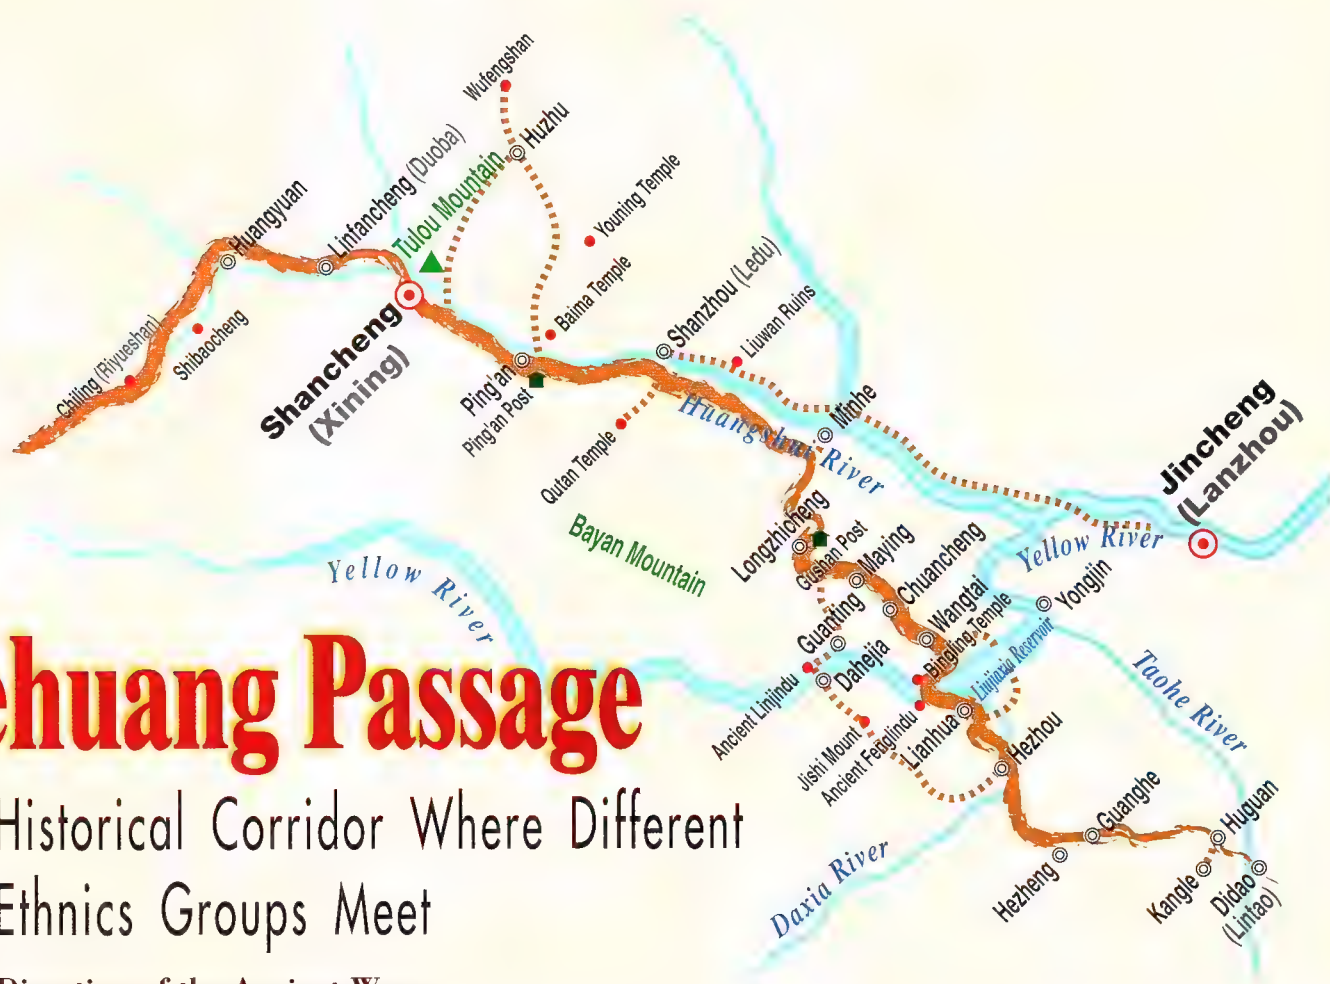 Wufengshan
Huzhu
Linfancheng (Duoba)
Tulou Mountain
Huangyuan
Youning Temple
Baima Temple
Shanzhou (Ledu)
Liuwan Ruins
Chiling (Riyueshan)
Shibaocheng
Shancheng
(Xining)
Ping'an
Ping'an Post
Qutan Temple
Huangshui River
Minhe
Jincheng
(Lanzhou)
Bayan Mountain
Longzhicheng
Gushan Post
Maying
Chuancheng
Yellow River
Yellow River
Yongjin
Guanting
Wangtai
Bingling Temple
Liujiaxia Reservoir
Dahejia
Ancient Linjindu
Jishi Mount
Ancient Fenglindu
Lianhua
Hezhou
Taohe River
ehuang Passage
Historical Corridor Where Different
Ethnics Groups Meet
Daxia River
Guanghe
Hezheng
Huguan
Kangle
Didao
(Lintao)